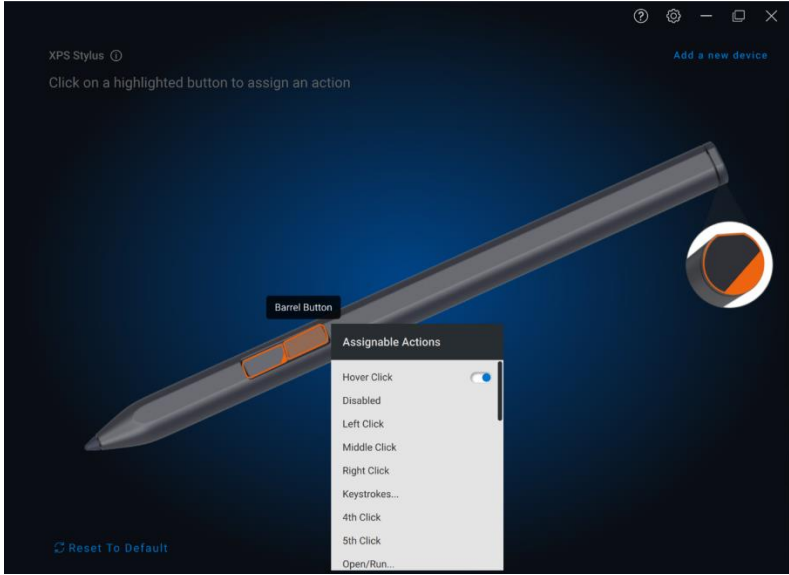 XPS Stylus
Add a new device
Click on a highlighted button to assign an action
Barrel Button
Assignable Actions
Hover Click
Disabled
Left Click
Middle Click
Right Click
Keystrokes...
4th Click
5th Click
Open/Run...
Reset To Default